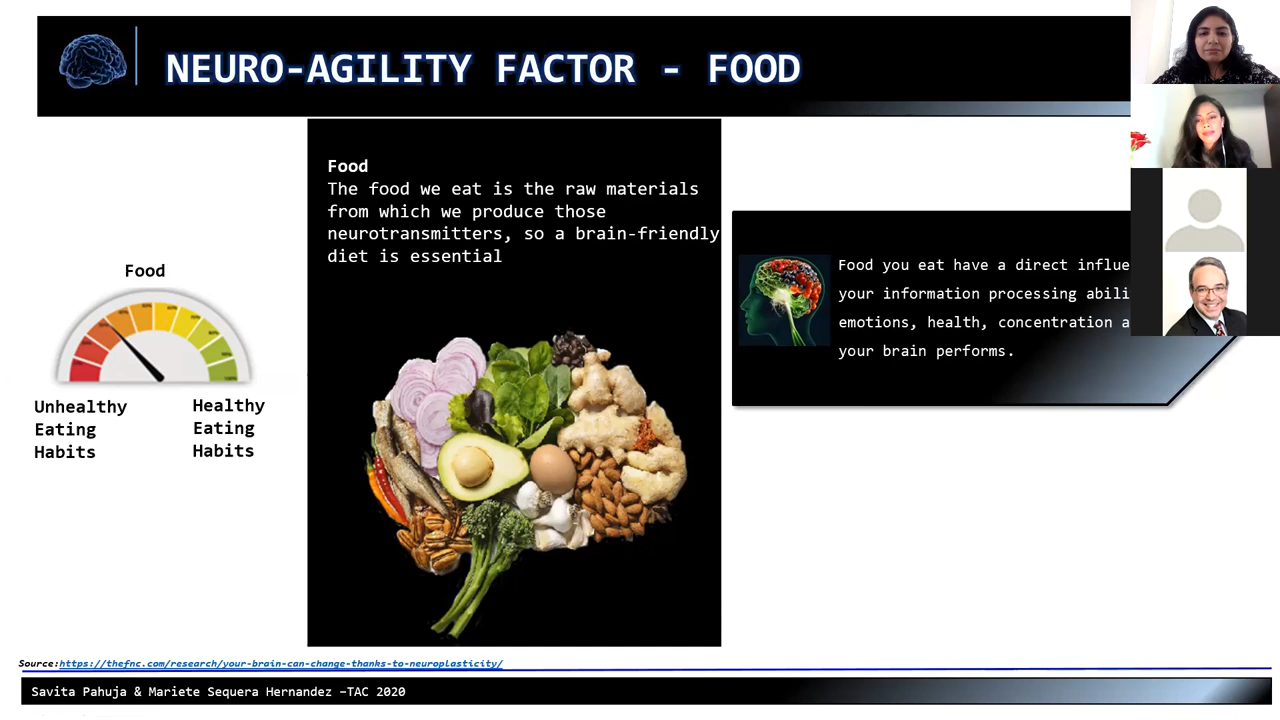 NEURO-AGILITY FACTOR - FOOD
Food
The food we eat is the raw materials
from which we produce those
neurotransmitters, so a brain-friendly
diet is essential
Food
Unhealthy
Eating
Habits
Healthy
Eating
Habits
Food you eat have a direct influe
your information processing abili
emotions, health, concentration a
your brain performs.
Source:https://thefnc.com/research/your-brain-can-change-thanks-to-neuroplasticity/
Savita Pahuja & Mariete Sequera Hernandez –TAC 2020